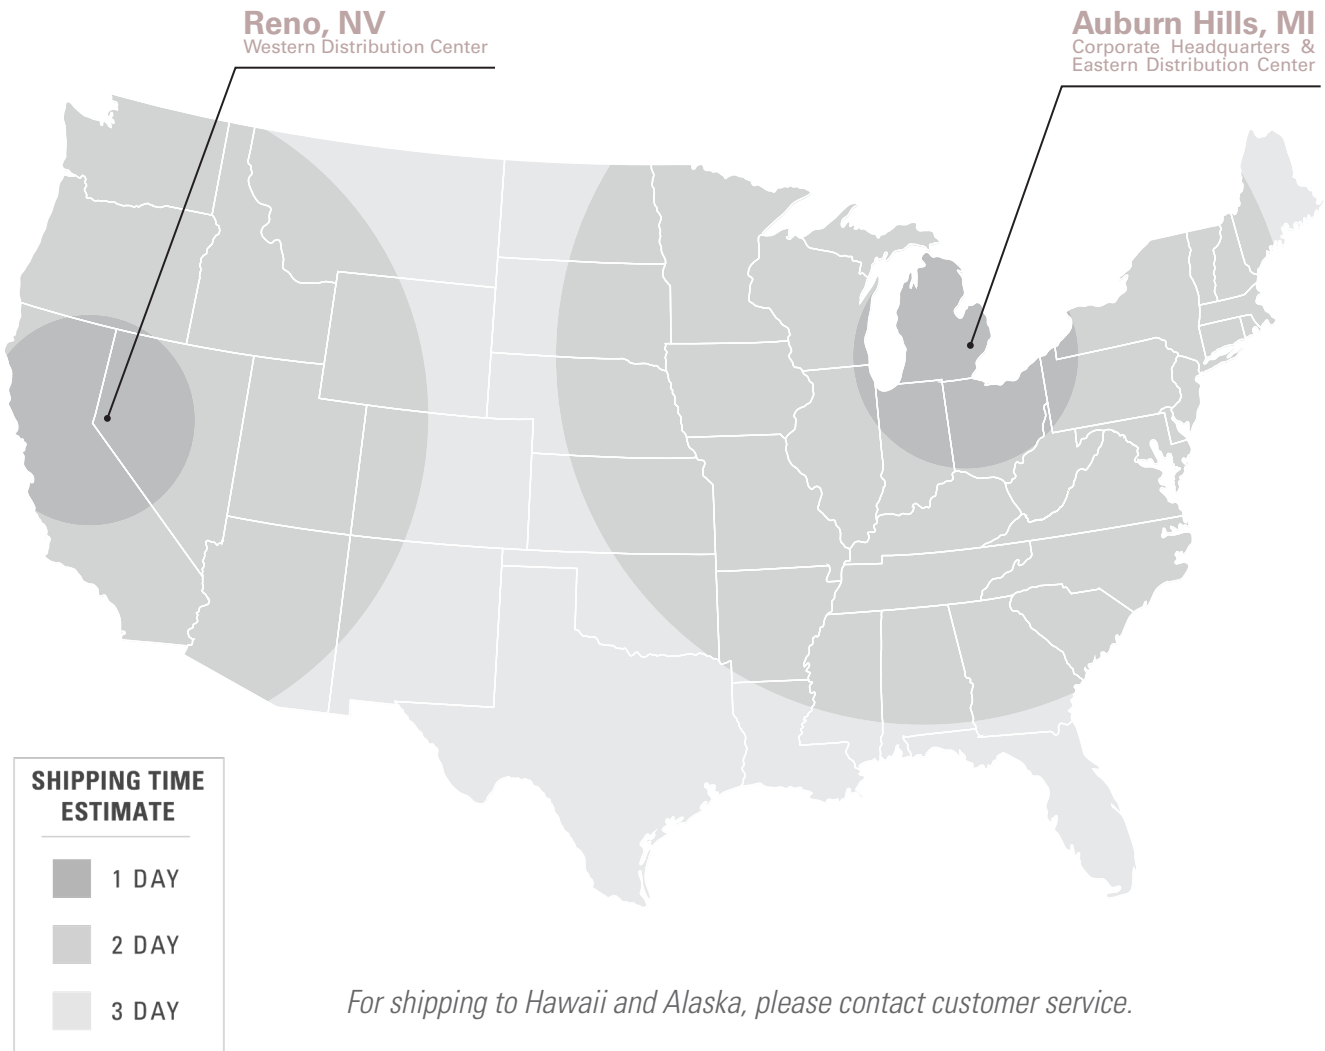 Reno, NV
Western Distribution Center
Auburn Hills, MI
Corporate Headquarters &
Eastern Distribution Center
SHIPPING TIME
ESTIMATE
1 DAY
2 DAY
3 DAY
For shipping to Hawaii and Alaska, please contact customer service.